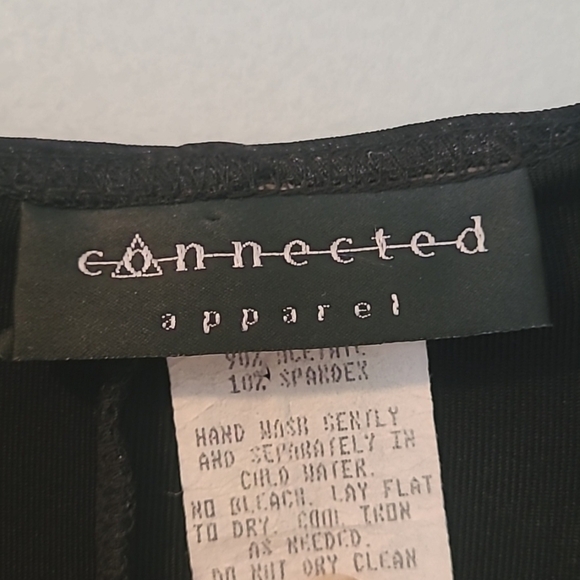 connected
apparel
90% ACETATE
10% SPANDEX
HAND WASH GENTLY
AND SEPARATELY IN
COLD WATER.
NO BLEACH. LAY FLAT
TO DRY. COOL IRON
AS NEEDED.
DO NOT DRY CLEAN